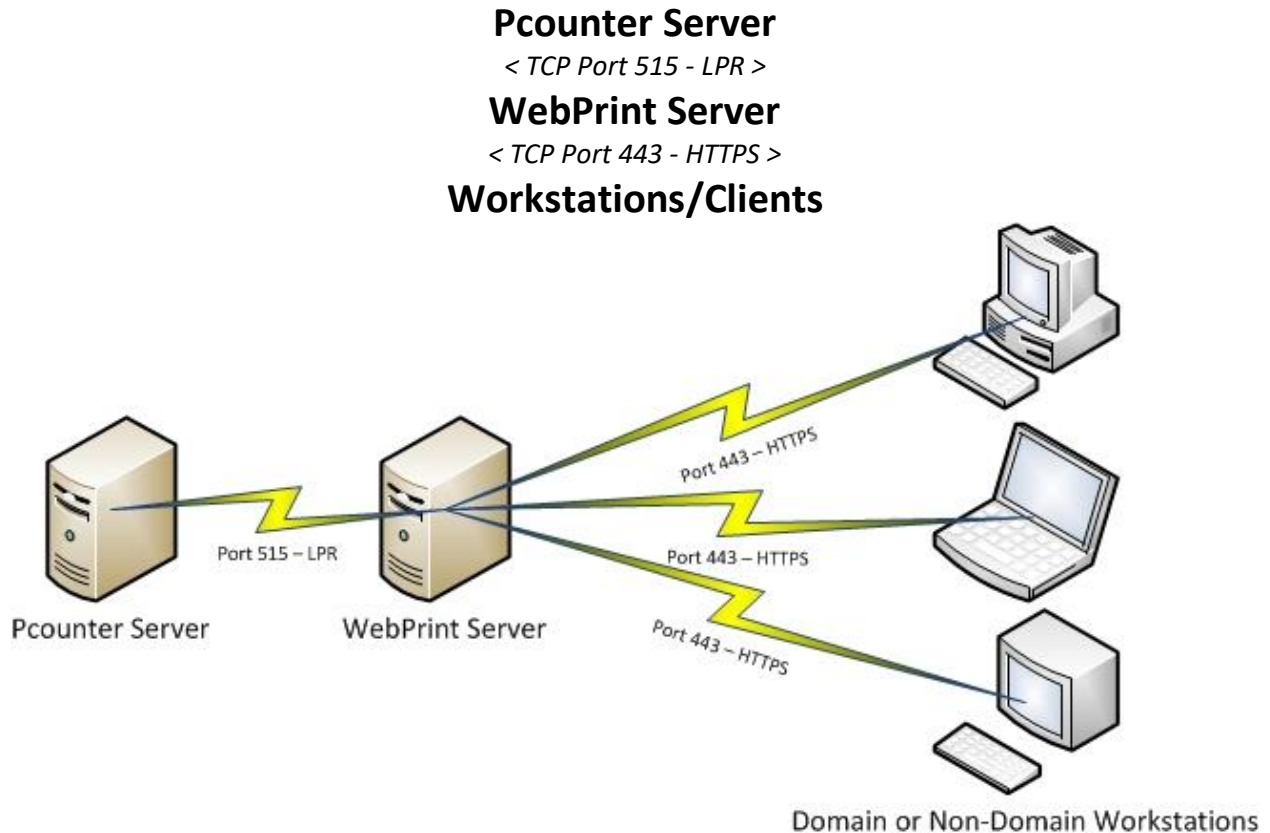 Pcounter Server
< TCP Port 515 - LPR >
WebPrint Server
< TCP Port 443 - HTTPS >
Workstations/Clients
Port 443 – HTTPS
Port 515 – LPR
Port 443 – HTTPS
Pcounter Server
WebPrint Server
Port 443 – HTTPS
Domain or Non-Domain Workstations